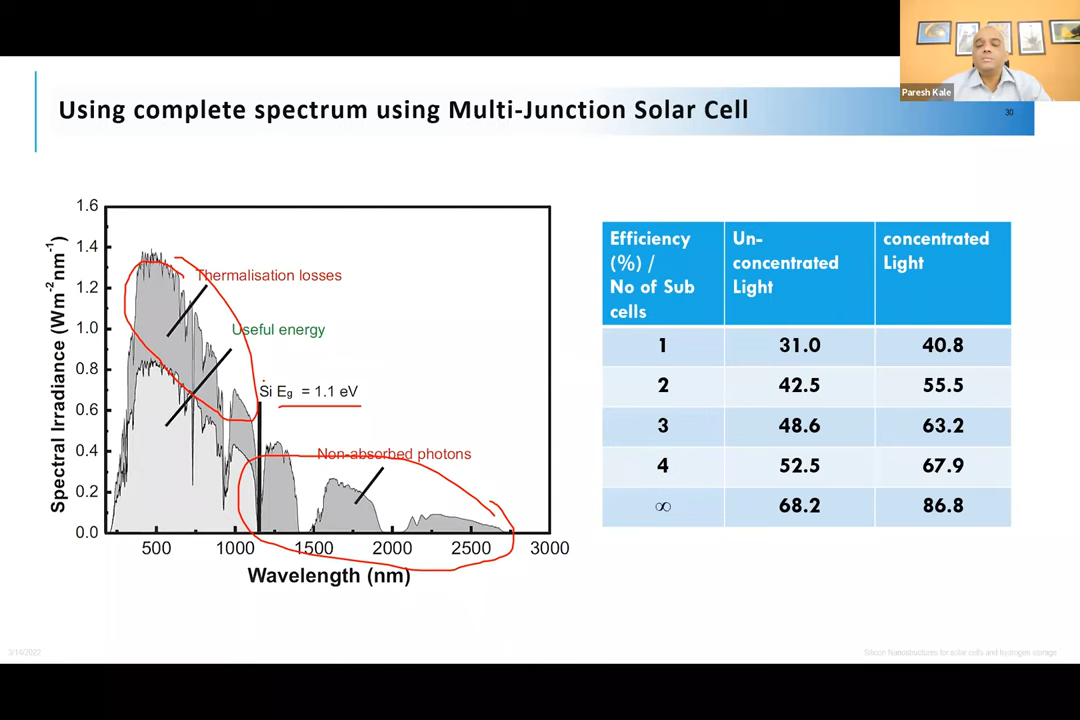 Paresh Kale
Using complete spectrum using Multi-Junction Solar Cell
30
1.6
1.4
1.2
1.0
0.8
0.6
0.4
0.2
0.0
Spectral Irradiance (Wm⁻²nm⁻¹)
Thermalisation losses
Useful energy
Si Eg = 1.1 eV
Non-absorbed photons
500 1000 1500 2000 2500 3000
Wavelength (nm)
Efficiency
(%) /
No of Sub
cells
Un-
concentrated
Light
concentrated
Light
1 31.0 40.8
2 42.5 55.5
3 48.6 63.2
4 52.5 67.9
∞ 68.2 86.8
3/14/2022
Silicon Nanostructures for solar cells and hydrogen storage